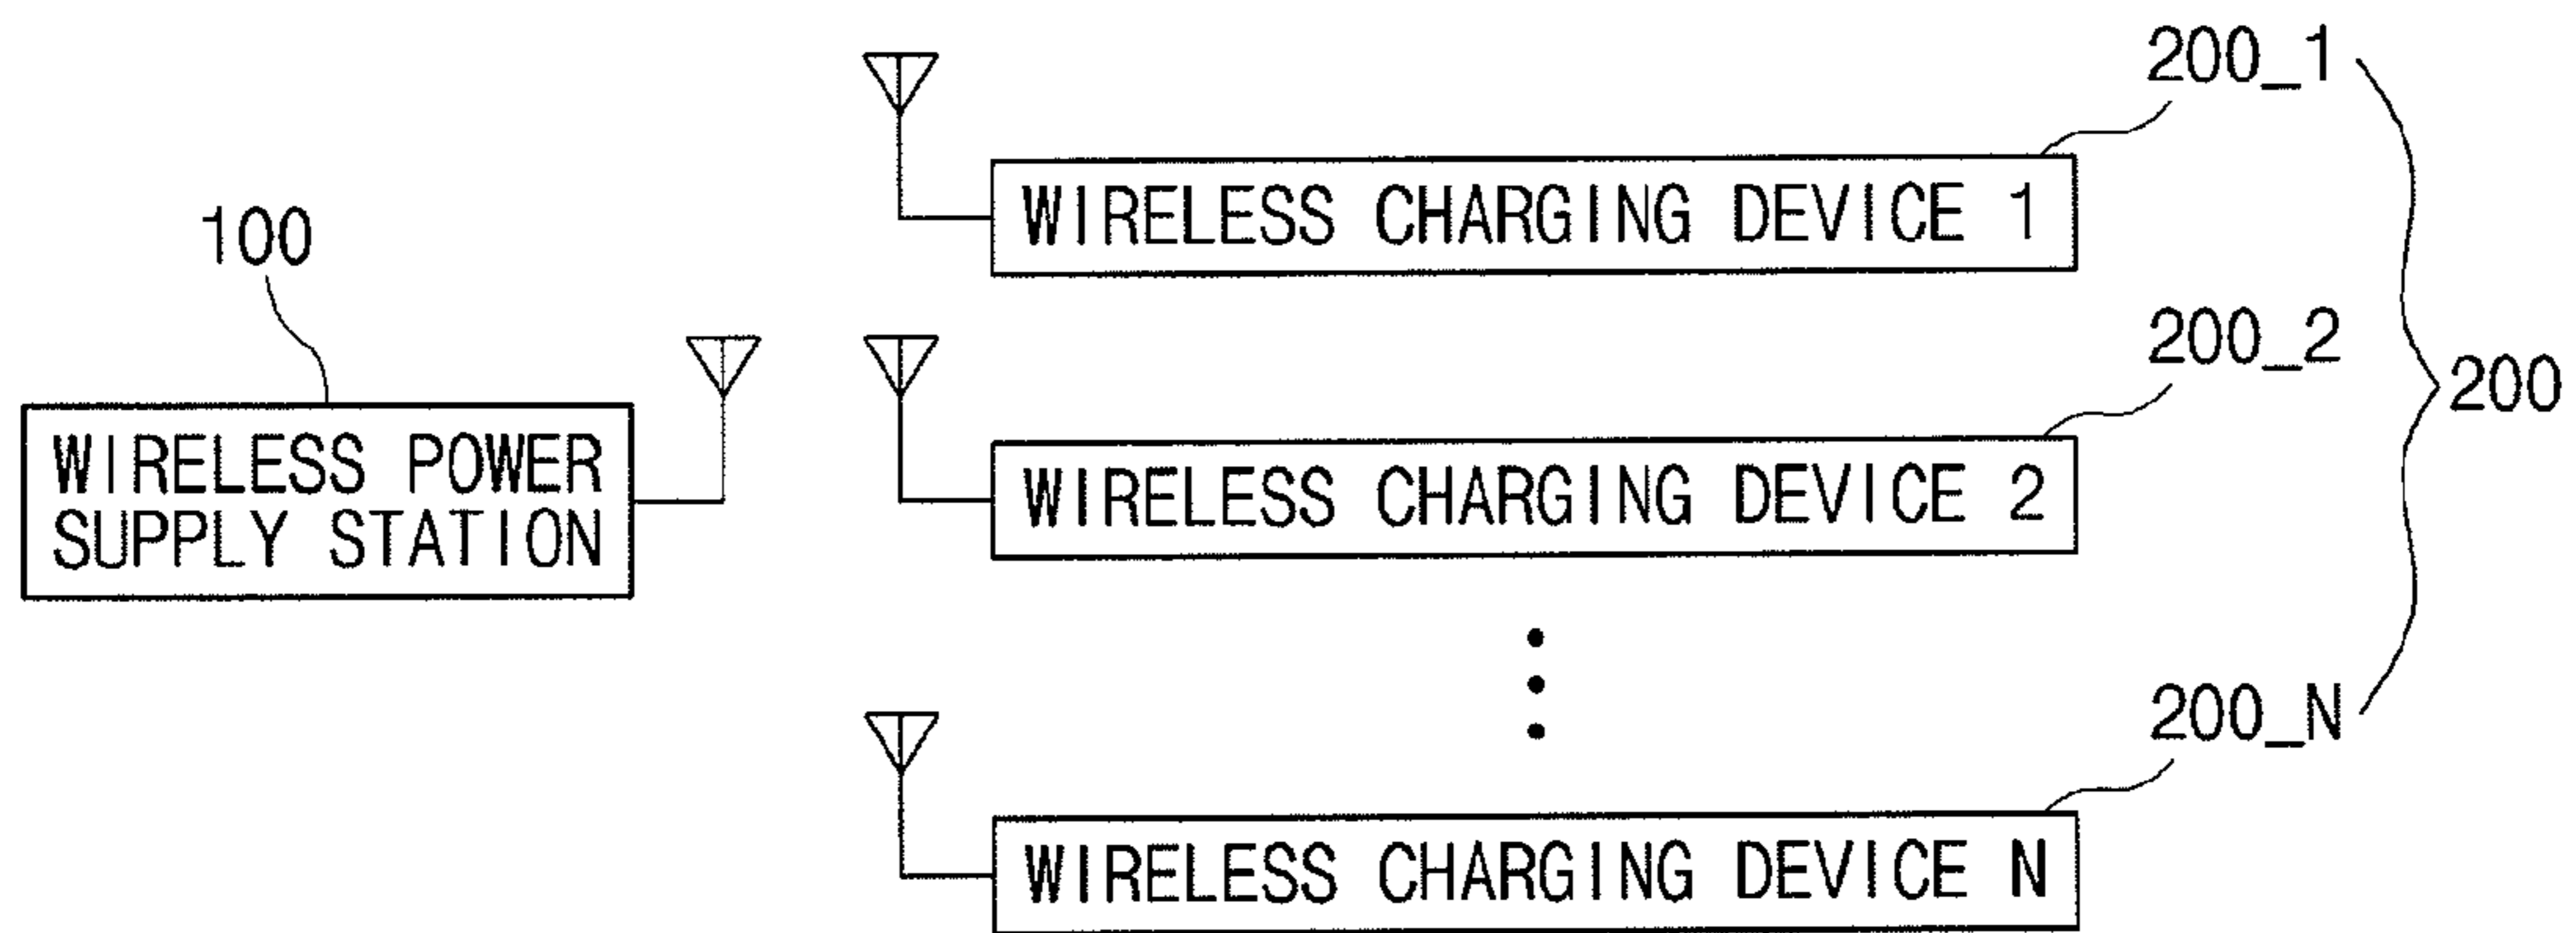 200_1
WIRELESS CHARGING DEVICE 1
100
200_2
200
WIRELESS POWER
SUPPLY STATION
WIRELESS CHARGING DEVICE 2
200_N
WIRELESS CHARGING DEVICE N